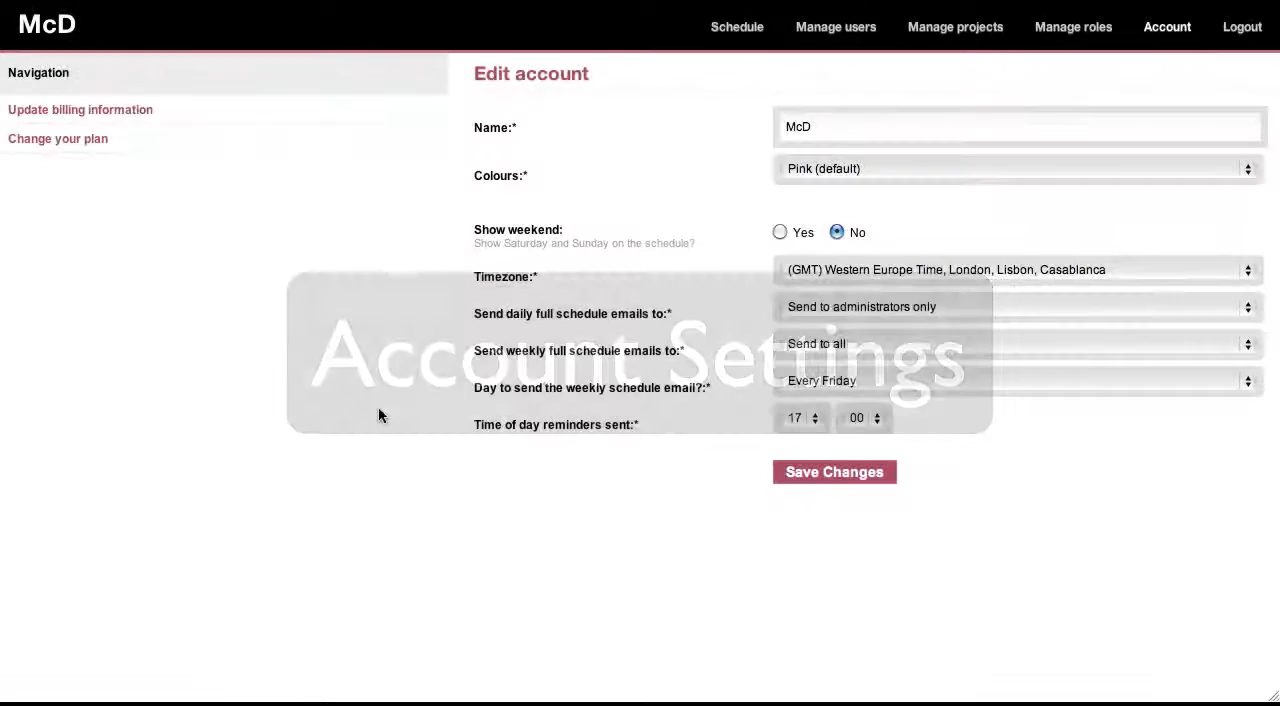 McD
Schedule Manage users Manage projects Manage roles Account Logout
Navigation
Update billing information
Change your plan
Edit account
Name:* McD
Colours:* Pink (default)
Show weekend: Yes No
Show Saturday and Sunday on the schedule?
Timezone:* (GMT) Western Europe Time, London, Lisbon, Casablanca
Send daily full schedule emails to:* Send to administrators only
Send weekly full schedule emails to:* Send to all
Account Settings
Day to send the weekly schedule email?:* Every Friday
Time of day reminders sent:* 17 00
Save Changes